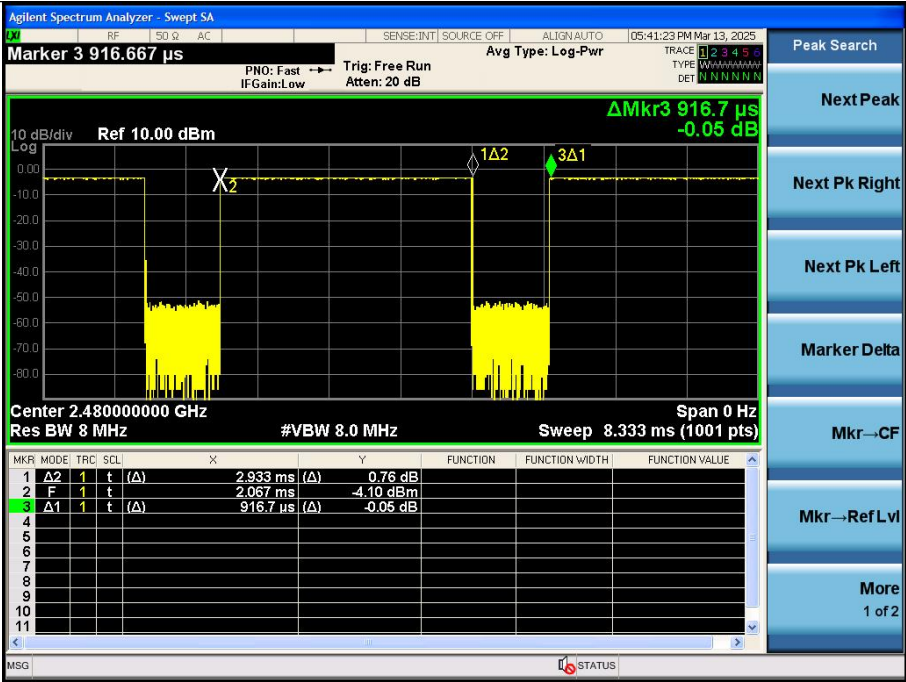 Agilent Spectrum Analyzer - Swept SA
LXI RF 50 Ω AC SENSE:INT SOURCE OFF ALIGN AUTO 05:41:23 PM Mar 13, 2025
Marker 3 916.667 µs
PNO: Fast
IFGain:Low
Trig: Free Run
Atten: 20 dB
Avg Type: Log-Pwr
TRACE 1 2 3 4 5 6
TYPE WWWWWW
DET N N N N N N
Peak Search
Next Peak
Next Pk Right
Next Pk Left
Marker Delta
Mkr→CF
Mkr→Ref Lvl
More
1 of 2
ΔMkr3 916.7 µs
-0.05 dB
10 dB/div Ref 10.00 dBm
Log
0.00
-10.0
-20.0
-30.0
-40.0
-50.0
-60.0
-70.0
-80.0
2
1Δ2
3Δ1
Center 2.480000000 GHz Span 0 Hz
Res BW 8 MHz #VBW 8.0 MHz Sweep 8.333 ms (1001 pts)
MKR MODE TRC SCL X Y FUNCTION FUNCTION WIDTH FUNCTION VALUE
1 Δ2 1 t (Δ) 2.933 ms (Δ) 0.76 dB
2 F 1 t 2.067 ms -4.10 dBm
3 Δ1 1 t (Δ) 916.7 µs (Δ) -0.05 dB
4
5
6
7
8
9
10
11
MSG STATUS